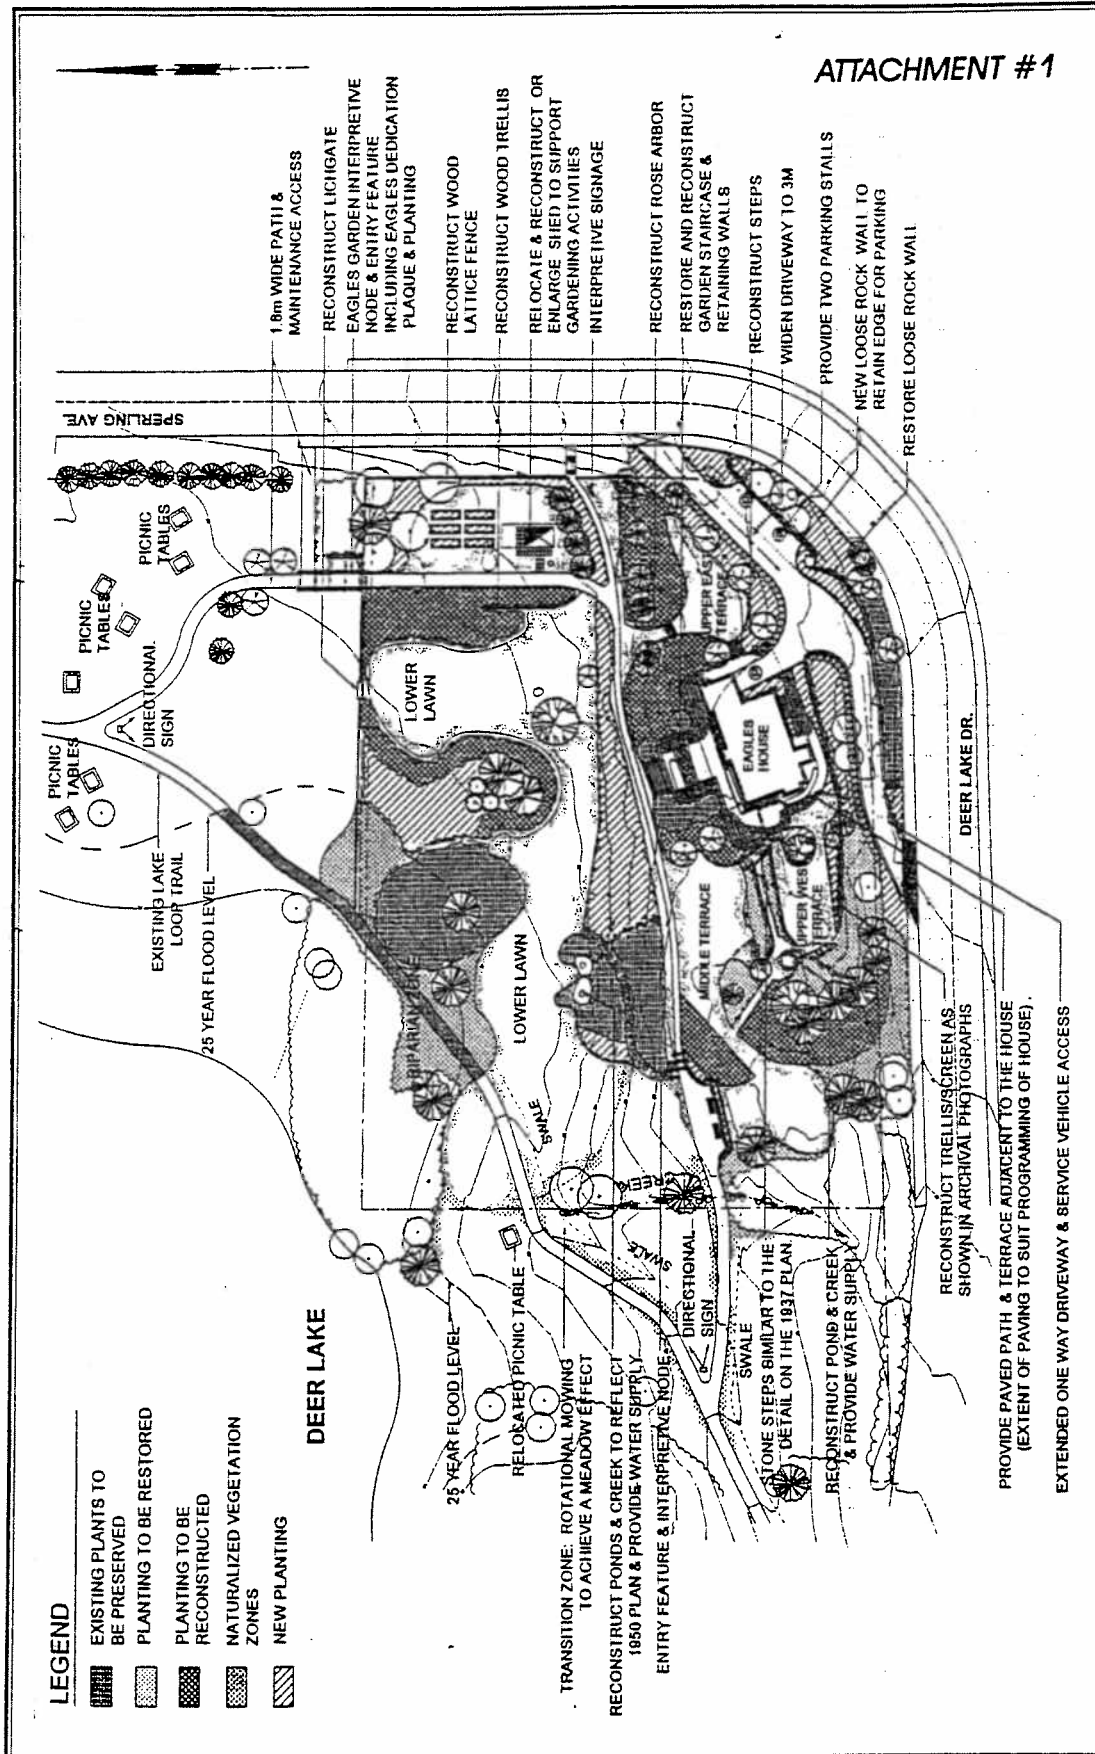 ATTACHMENT #1
LEGEND
EXISTING PLANTS TO
BE PRESERVED
PLANTING TO BE RESTORED
PLANTING TO BE
RECONSTRUCTED
NATURALIZED VEGETATION
ZONES
NEW PLANTING
DEER LAKE
25 YEAR FLOOD LEVEL
RELOCATED PICNIC TABLE
TRANSITION ZONE: ROTATIONAL MOWING
TO ACHIEVE A MEADOW EFFECT
RECONSTRUCT PONDS & CREEK TO REFLECT
1950 PLAN & PROVIDE WATER SUPPLY
ENTRY FEATURE & INTERPRETIVE NODE
DIRECTIONAL
SIGN
SWALE
STONE STEPS SIMILAR TO THE
DETAIL ON THE 1937 PLAN.
RECONSTRUCT POND & CREEK
& PROVIDE WATER SUPPLY
SWALE
SWALE
CREEK
RIPARIAN ZONE
25 YEAR FLOOD LEVEL
EXISTING LAKE
LOOP TRAIL
PICNIC
TABLES
DIRECTIONAL
SIGN
PICNIC
TABLES
PICNIC
TABLES
SPERLING AVE.
LOWER
LAWN
LOWER LAWN
MIDDLE TERRACE
UPPER WEST
TERRACE
EAGLES
HOUSE
UPPER EAST
TERRACE
DEER LAKE DR.
1.8m WIDE PATH &
MAINTENANCE ACCESS
RECONSTRUCT LICHGATE
EAGLES GARDEN INTERPRETIVE
NODE & ENTRY FEATURE
INCLUDING EAGLES DEDICATION
PLAQUE & PLANTING
RECONSTRUCT WOOD
LATTICE FENCE
RECONSTRUCT WOOD TRELLIS
RELOCATE & RECONSTRUCT OR
ENLARGE SHED TO SUPPORT
GARDENING ACTIVITIES
INTERPRETIVE SIGNAGE
RECONSTRUCT ROSE ARBOR
RESTORE AND RECONSTRUCT
GARDEN STAIRCASE &
RETAINING WALLS
RECONSTRUCT STEPS
WIDEN DRIVEWAY TO 3M
PROVIDE TWO PARKING STALLS
NEW LOOSE ROCK WALL TO
RETAIN EDGE FOR PARKING
RESTORE LOOSE ROCK WALL
RECONSTRUCT TRELLIS/SCREEN AS
SHOWN IN ARCHIVAL PHOTOGRAPHS
PROVIDE PAVED PATH & TERRACE ADJACENT TO THE HOUSE
(EXTENT OF PAVING TO SUIT PROGRAMMING OF HOUSE).
EXTENDED ONE WAY DRIVEWAY & SERVICE VEHICLE ACCESS